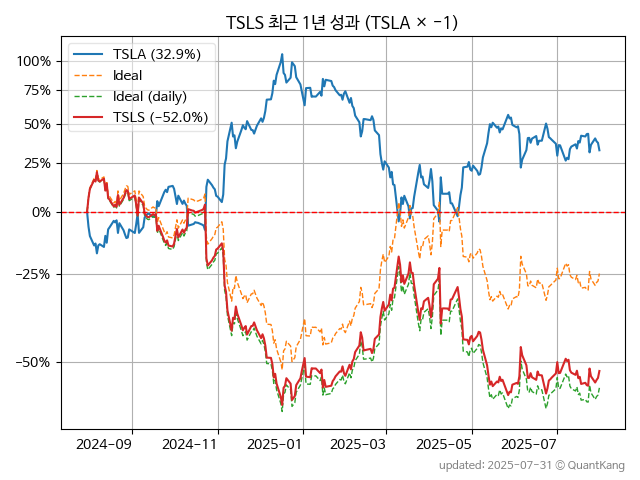 TSLS 최근 1년 성과 (TSLA × −1)
TSLA (32.9%)
Ideal
Ideal (daily)
TSLS (−52.0%)
100%
75%
50%
25%
0%
−25%
−50%
2024-09
2024-11
2025-01
2025-03
2025-05
2025-07
updated: 2025-07-31 © QuantKang